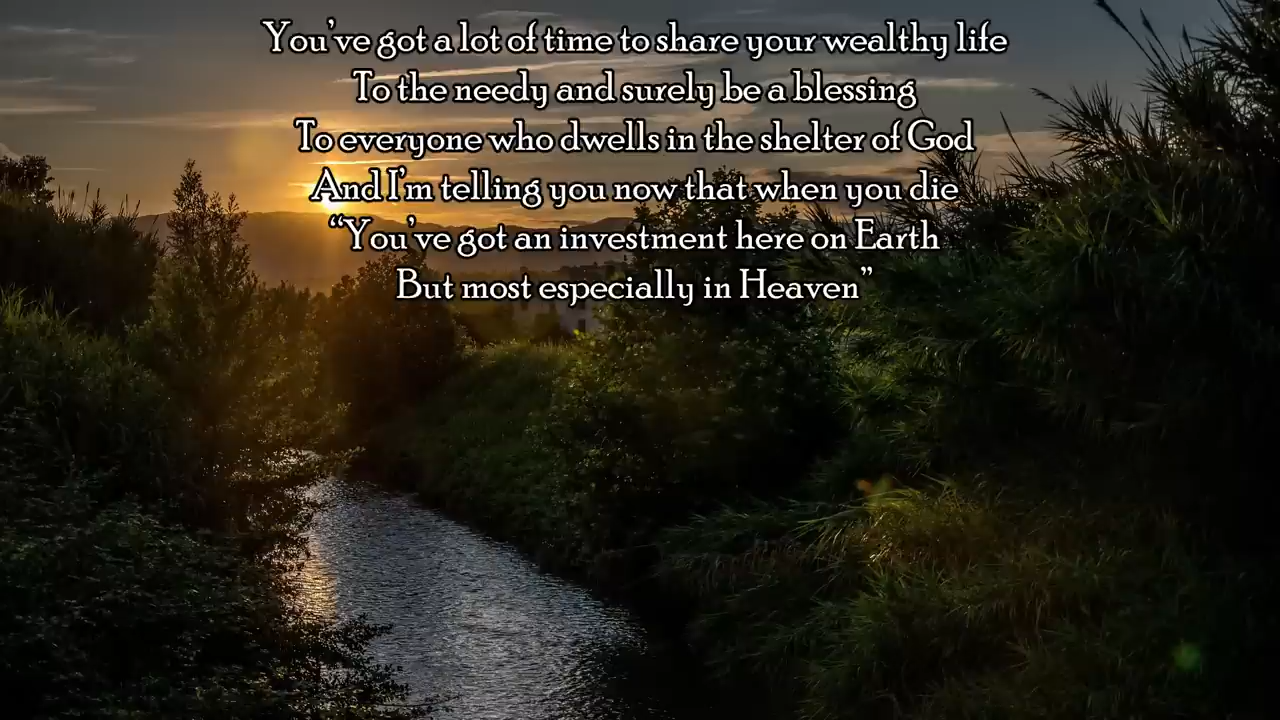 You've got a lot of time to share your wealthy life
To the needy and surely be a blessing
To everyone who dwells in the shelter of God
And I'm telling you now that when you die
“You've got an investment here on Earth
But most especially in Heaven”